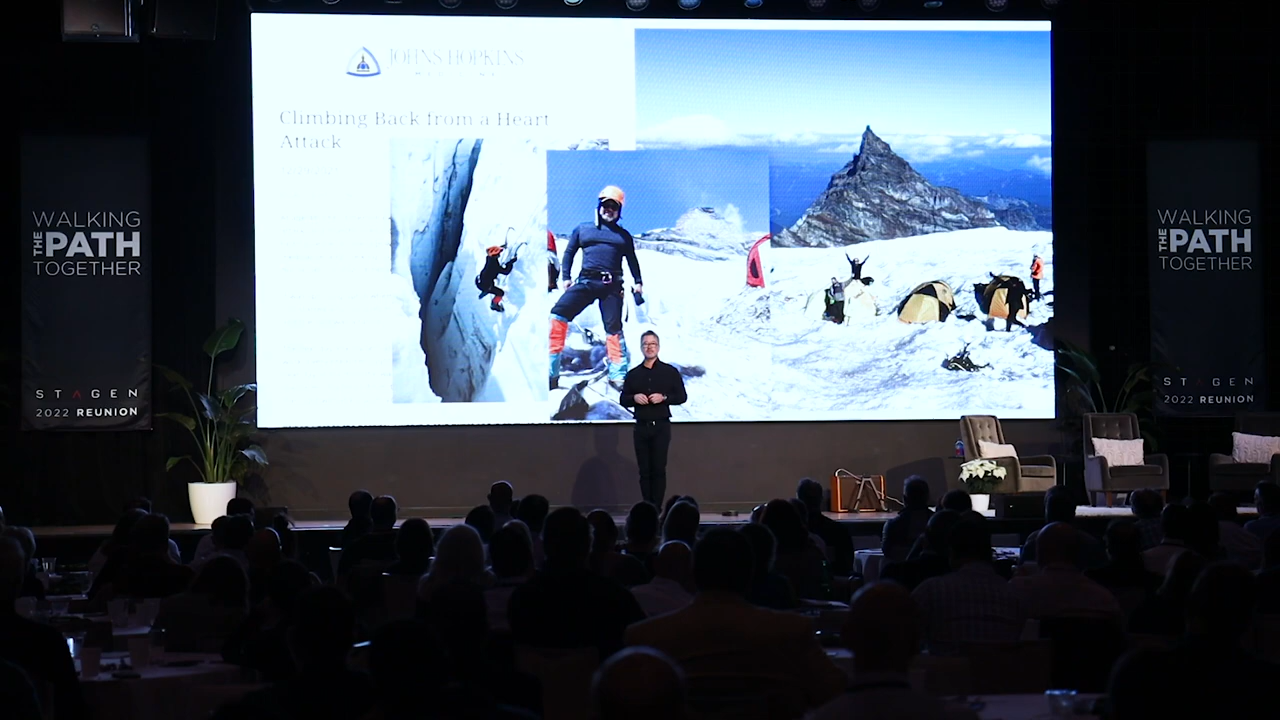 JOHNS HOPKINS
Climbing Back from a Heart
Attack
WALKING
THE PATH
TOGETHER
STAGEN
2022 REUNION
WALKING
THE PATH
TOGETHER
STAGEN
2022 REUNION